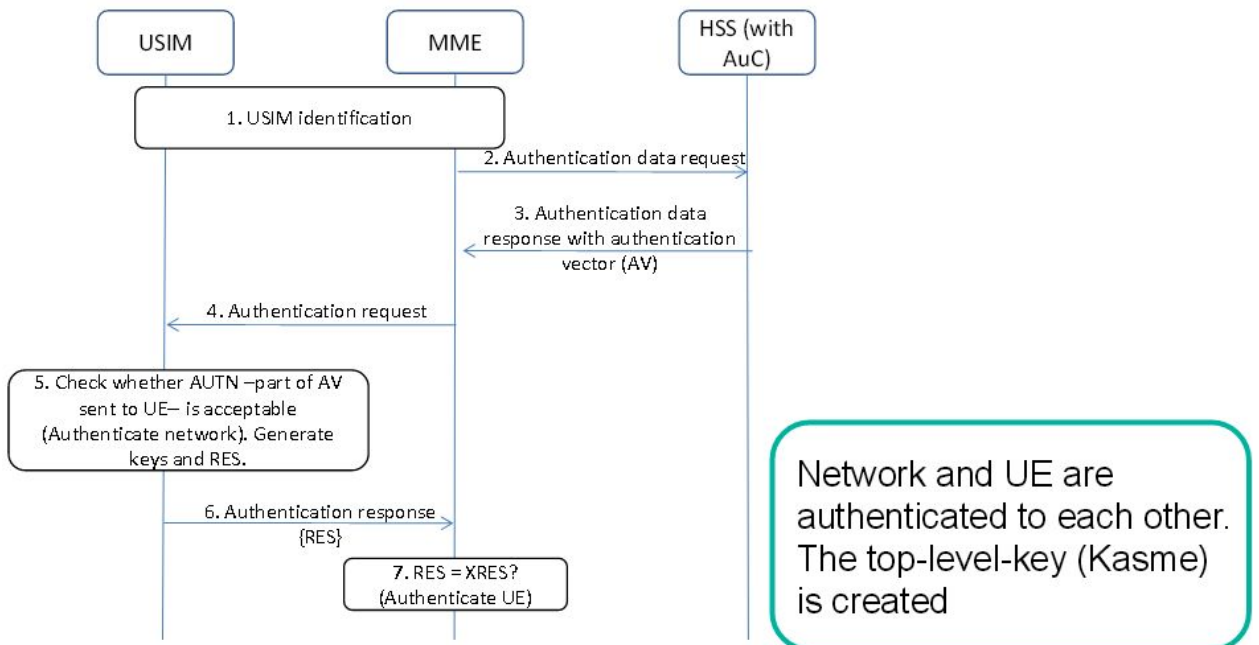 USIM
MME
HSS (with
AuC)
1. USIM identification
2. Authentication data request
3. Authentication data
response with authentication
vector (AV)
4. Authentication request
5. Check whether AUTN –part of AV
sent to UE– is acceptable
(Authenticate network). Generate
keys and RES.
6. Authentication response
{RES}
7. RES = XRES?
(Authenticate UE)
Network and UE are
authenticated to each other.
The top-level-key (Kasme)
is created